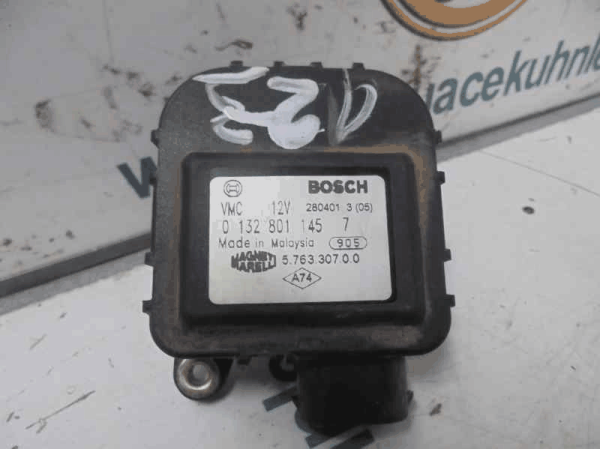 acekuhnle
BOSCH
VMC 12V 280401 3 (05)
0 132 801 145 7
Made in Malaysia 905
MAGNETI MARELLI 5.763.307.0.0
A74